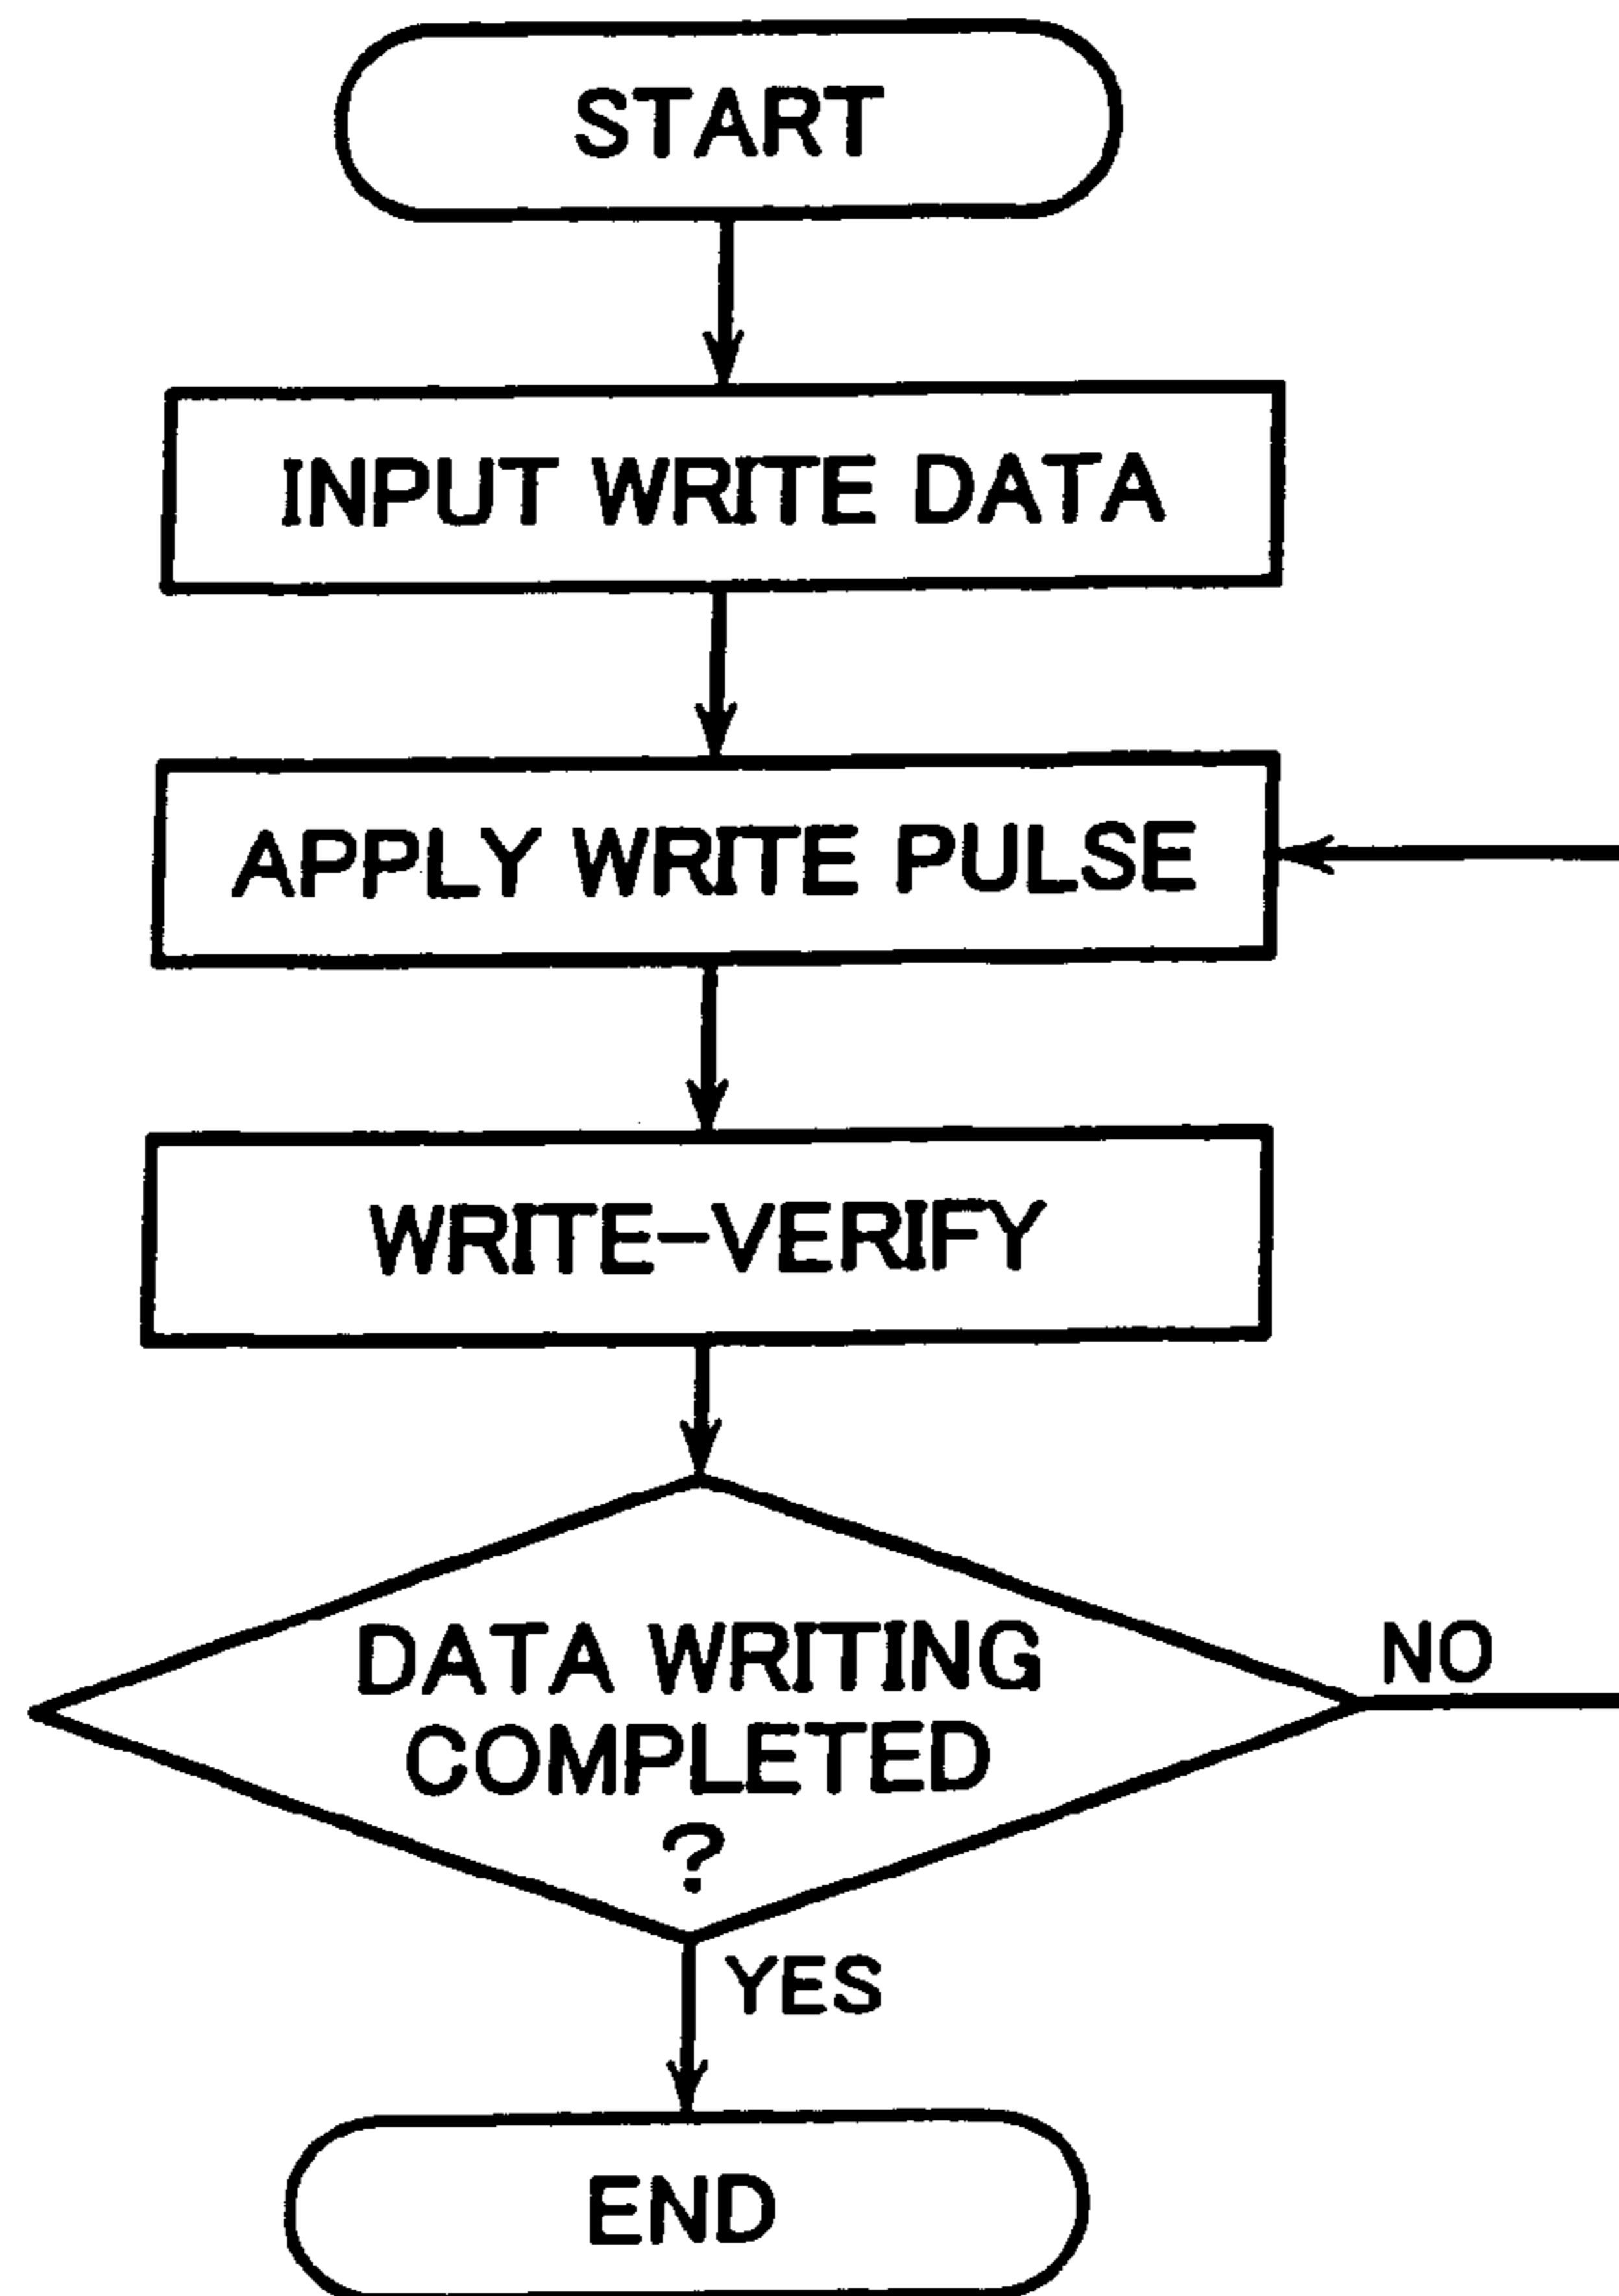 START
INPUT WRITE DATA
APPLY WRITE PULSE
WRITE-VERIFY
DATA WRITING
COMPLETED
?
NO
YES
END